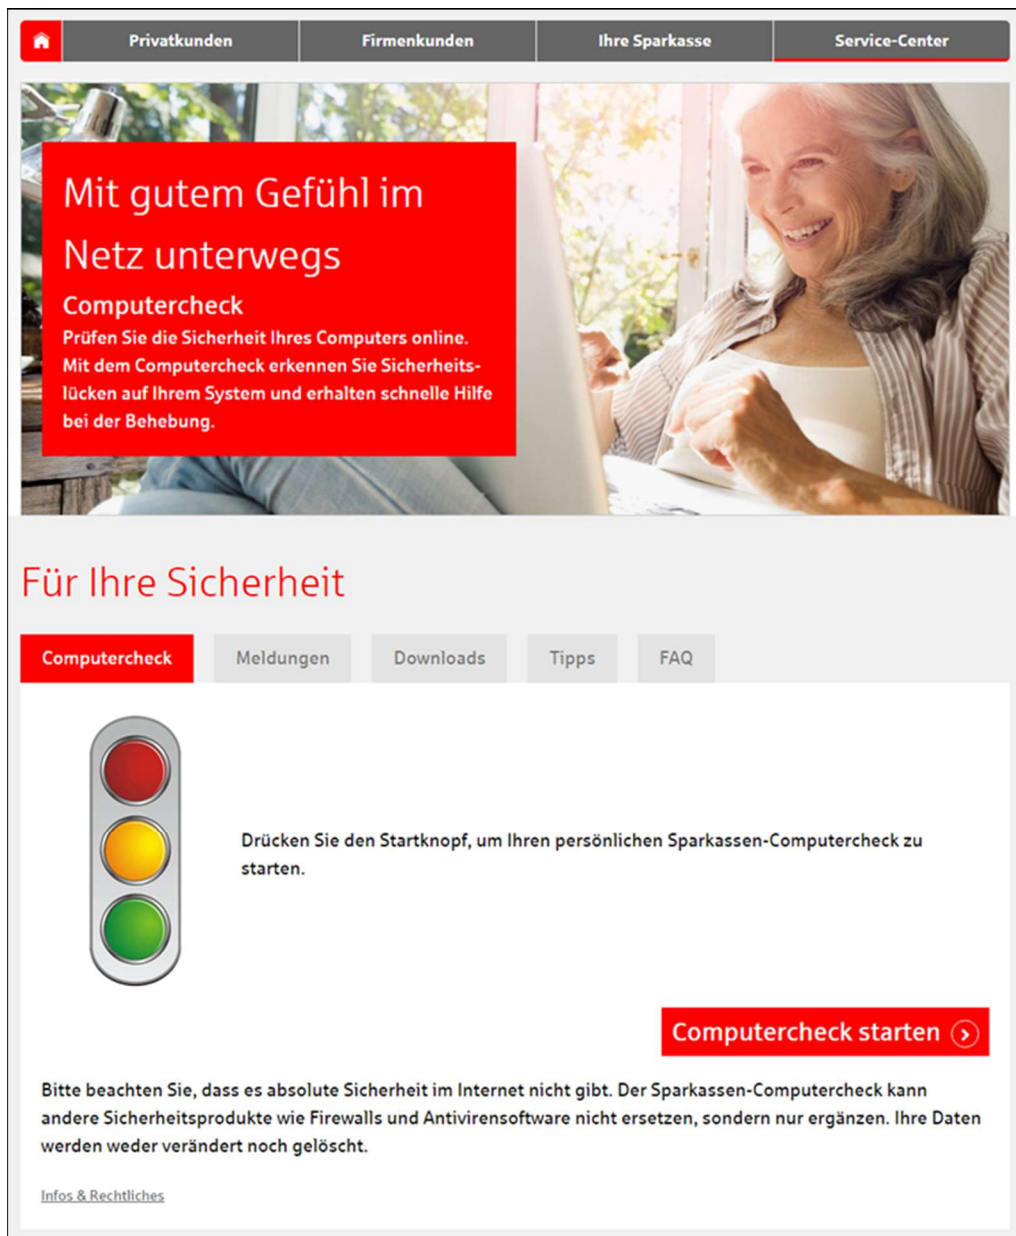 Privatkunden
Firmenkunden
Ihre Sparkasse
Service-Center
Mit gutem Gefühl im
Netz unterwegs
Computercheck
Prüfen Sie die Sicherheit Ihres Computers online.
Mit dem Computercheck erkennen Sie Sicherheits-
lücken auf Ihrem System und erhalten schnelle Hilfe
bei der Behebung.
Für Ihre Sicherheit
Computercheck
Meldungen
Downloads
Tipps
FAQ
Drücken Sie den Startknopf, um Ihren persönlichen Sparkassen-Computercheck zu
starten.
Computercheck starten
Bitte beachten Sie, dass es absolute Sicherheit im Internet nicht gibt. Der Sparkassen-Computercheck kann
andere Sicherheitsprodukte wie Firewalls und Antivirensoftware nicht ersetzen, sondern nur ergänzen. Ihre Daten
werden weder verändert noch gelöscht.
Infos & Rechtliches